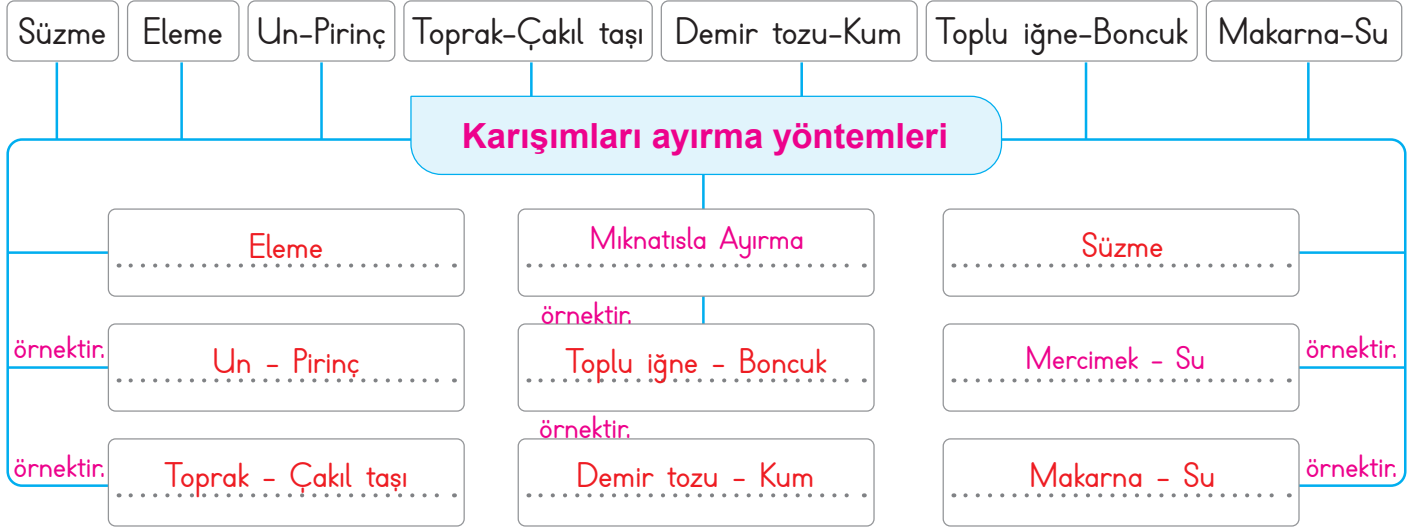 Süzme Eleme Un-Pirinç Toprak-Çakıl taşı Demir tozu-Kum Toplu iğne-Boncuk Makarna-Su
Karışımları ayırma yöntemleri
Eleme Mıknatısla Ayırma Süzme
örnektir.
örnektir. Un - Pirinç Toplu iğne - Boncuk Mercimek - Su örnektir.
örnektir.
örnektir. Toprak - Çakıl taşı Demir tozu - Kum Makarna - Su örnektir.